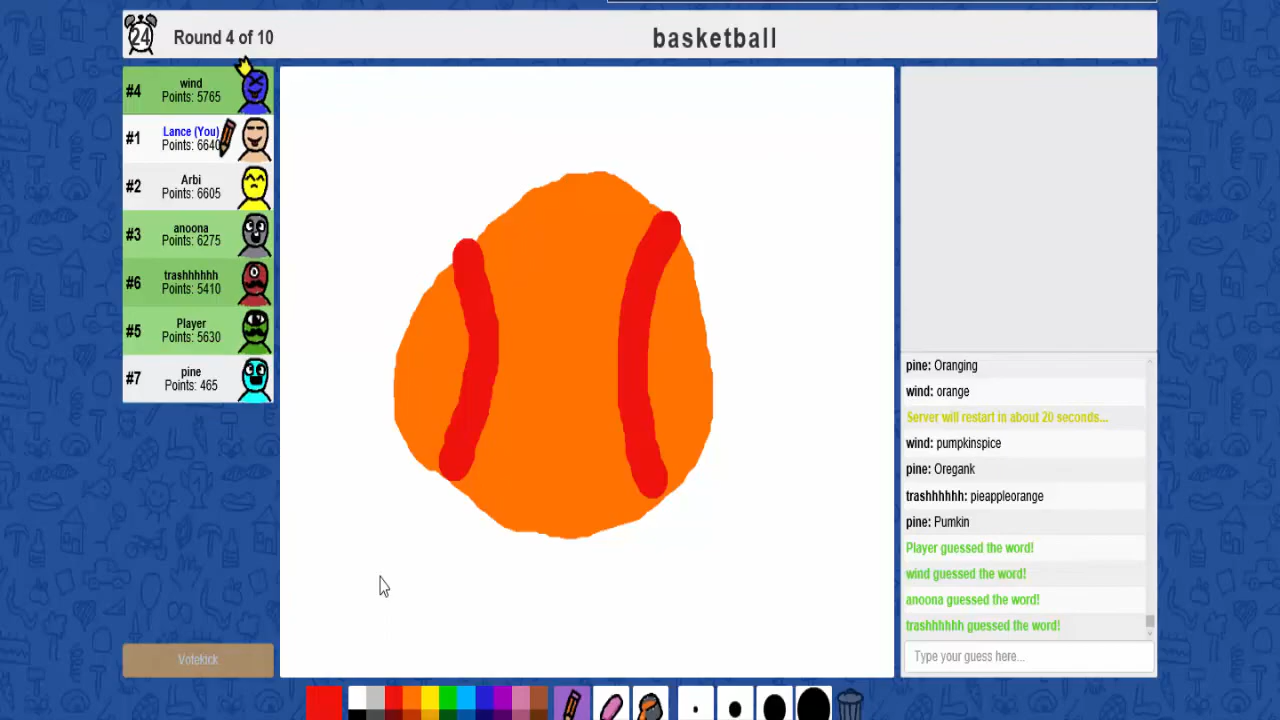 24
Round 4 of 10
basketball
#4
wind
Points: 5765
#1
Lance (You)
Points: 6640
#2
Arbi
Points: 6605
#3
anoona
Points: 6275
#6
trashhhhhh
Points: 5410
#5
Player
Points: 5630
#7
pine
Points: 465
Votekick
pine: Oranging
wind: orange
Server will restart in about 20 seconds...
wind: pumpkinspice
pine: Oregank
trashhhhhh: pieappleorange
pine: Pumkin
Player guessed the word!
wind guessed the word!
anoona guessed the word!
trashhhhhh guessed the word!
Type your guess here...